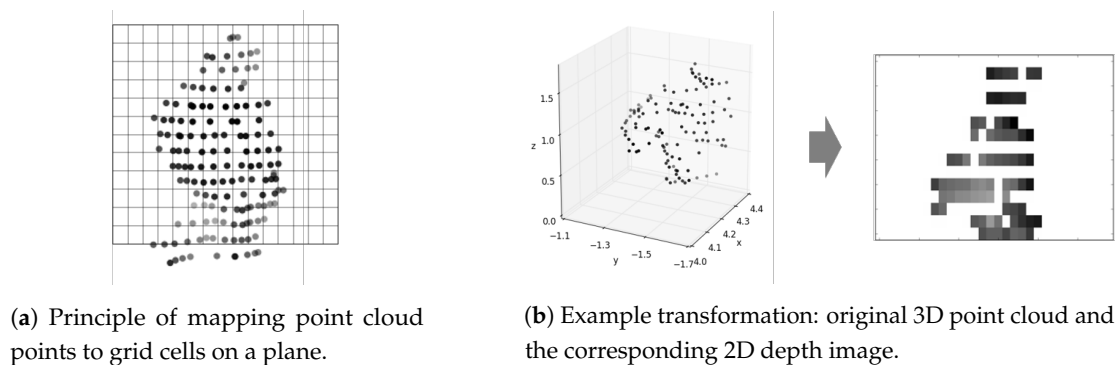 1.5
z
1.0
0.5
0.0
−1.1
−1.3
y
−1.5
−1.7
4.0
4.1
x
4.2
4.3
4.4
(a) Principle of mapping point cloud
points to grid cells on a plane.
(b) Example transformation: original 3D point cloud and
the corresponding 2D depth image.